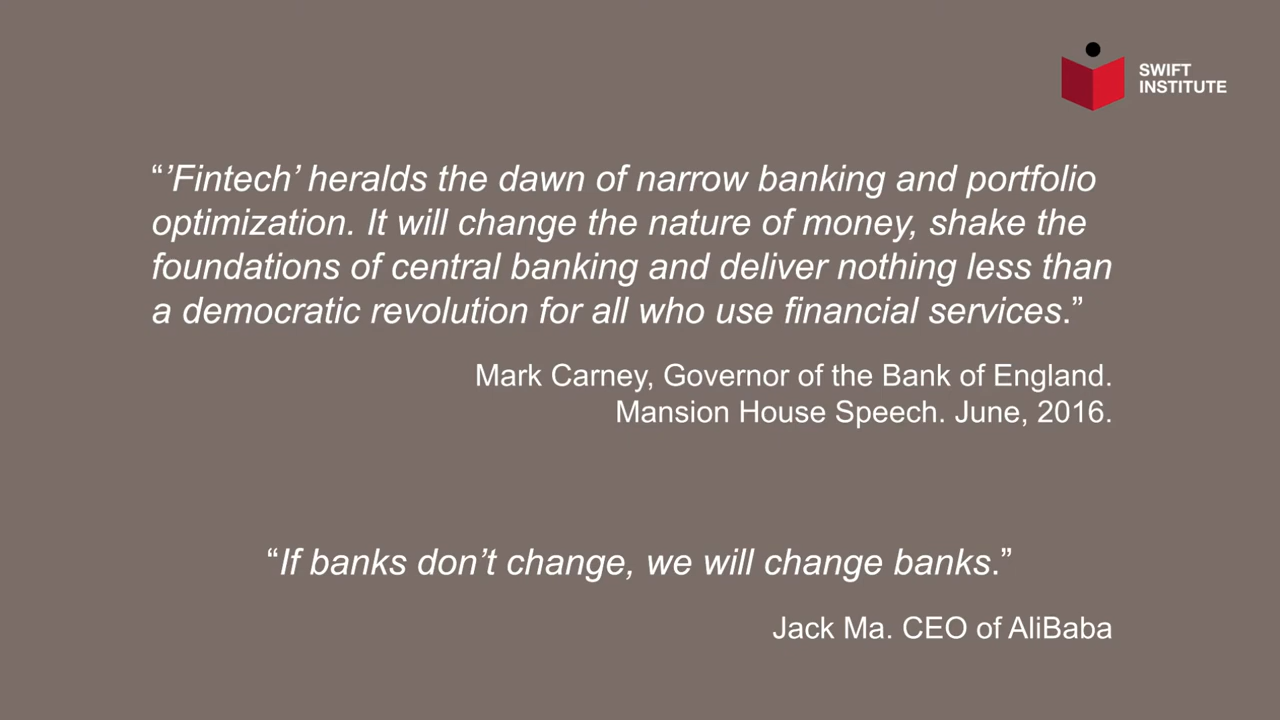 SWIFT
INSTITUTE
“’Fintech’ heralds the dawn of narrow banking and portfolio
optimization. It will change the nature of money, shake the
foundations of central banking and deliver nothing less than
a democratic revolution for all who use financial services.”
Mark Carney, Governor of the Bank of England.
Mansion House Speech. June, 2016.
“If banks don’t change, we will change banks.”
Jack Ma. CEO of AliBaba